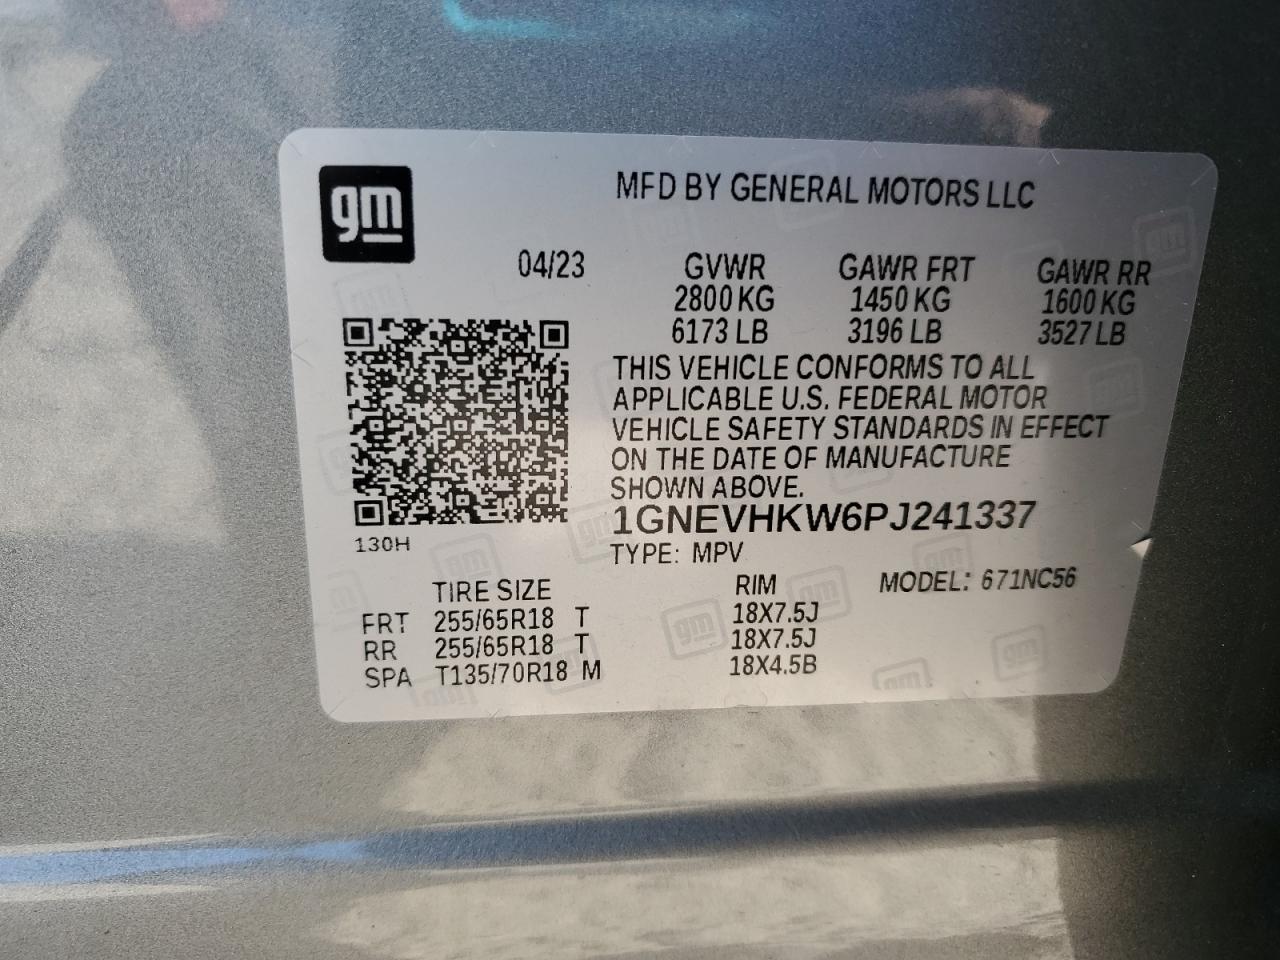 gm
MFD BY GENERAL MOTORS LLC
04/23 GVWR GAWR FRT GAWR RR
2800 KG 1450 KG 1600 KG
6173 LB 3196 LB 3527 LB
THIS VEHICLE CONFORMS TO ALL
APPLICABLE U.S. FEDERAL MOTOR
VEHICLE SAFETY STANDARDS IN EFFECT
ON THE DATE OF MANUFACTURE
SHOWN ABOVE.
1GNEVHKW6PJ241337
130H
TYPE: MPV
TIRE SIZE RIM MODEL: 671NC56
FRT 255/65R18 T 18X7.5J
RR 255/65R18 T 18X7.5J
SPA T135/70R18 M 18X4.5B